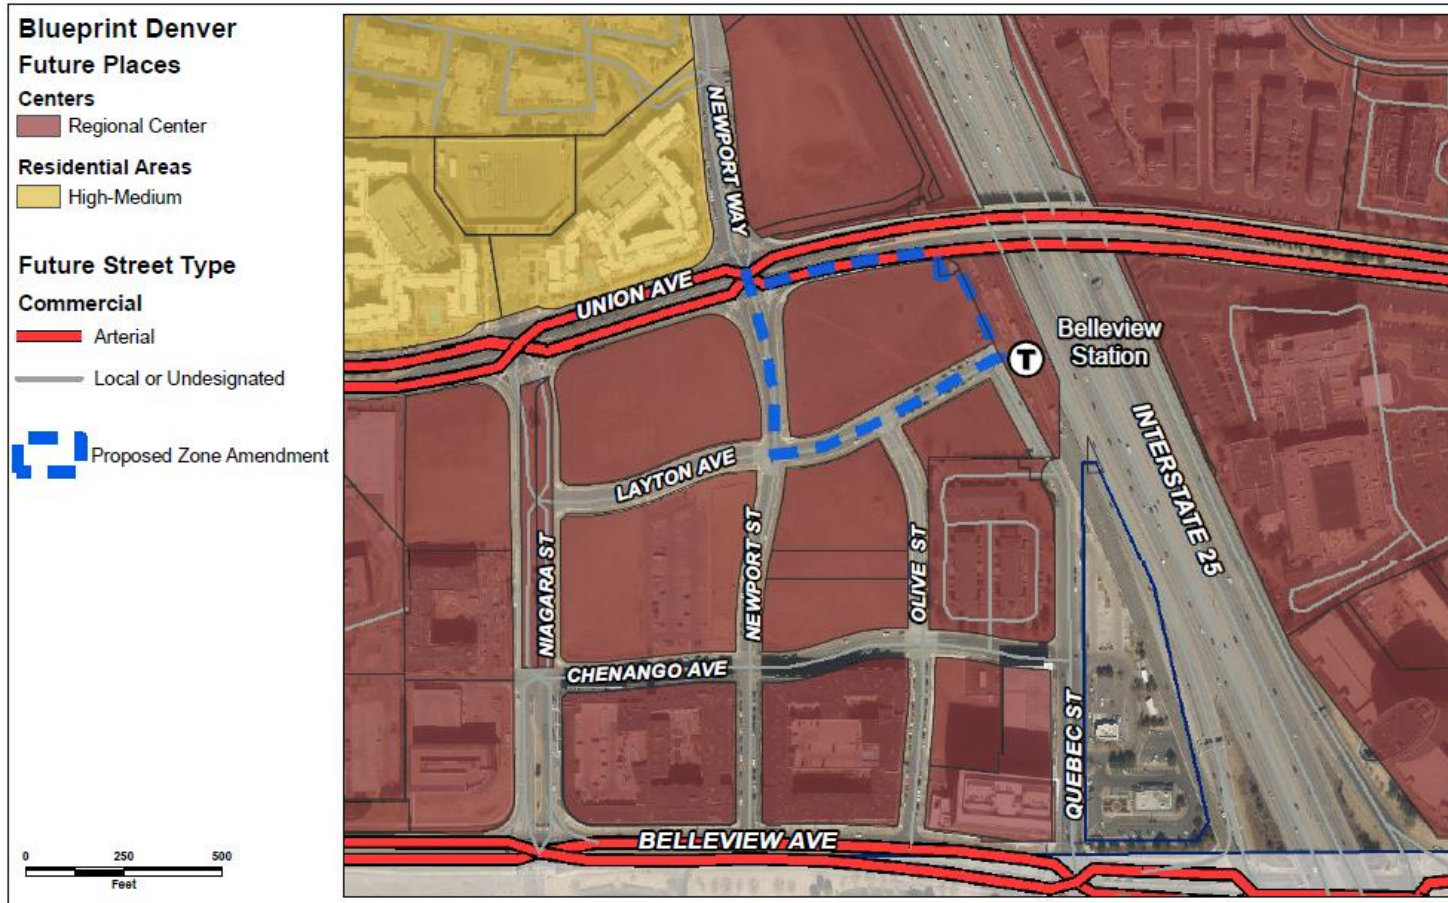 Blueprint Denver
Future Places
Centers
Regional Center
Residential Areas
High-Medium
Future Street Type
Commercial
Arterial
Local or Undesignated
Proposed Zone Amendment
0 250 500
Feet
NEWPORT WAY
UNION AVE
Belleview
Station
T
INTERSTATE 25
LAYTON AVE
NIAGARA ST
NEWPORT ST
OLIVE ST
CHENANGO AVE
QUEBEC ST
BELLEVIEW AVE